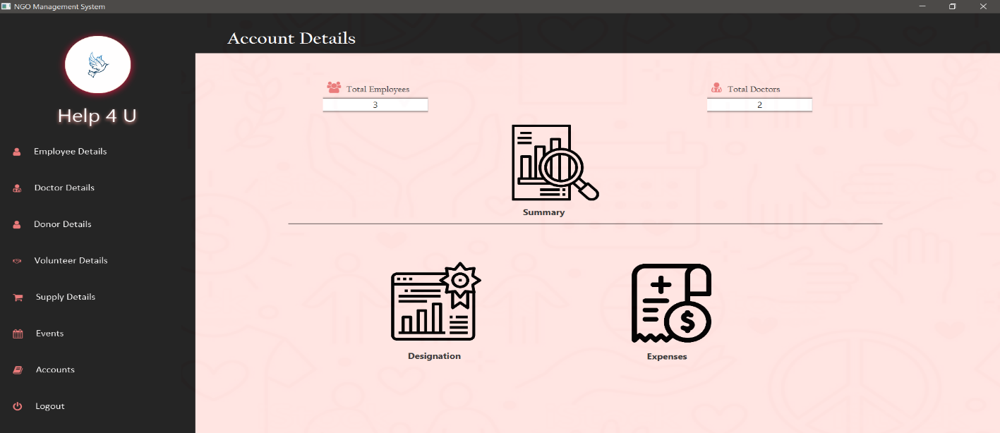 NGO Management System
Help 4 U
Employee Details
Doctor Details
Donor Details
Volunteer Details
Supply Details
Events
Accounts
Logout
Account Details
Total Employees
3
Total Doctors
2
Summary
Designation
Expenses
$